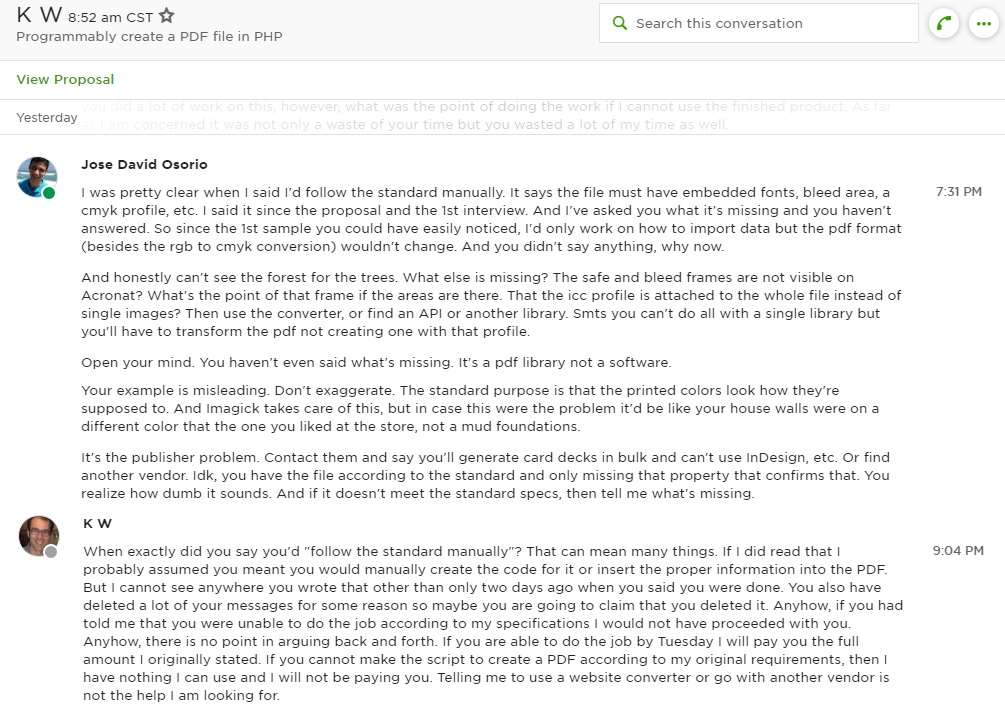 K W 8:52 am CST
Programmably create a PDF file in PHP
Search this conversation
View Proposal
Yesterday
you did a lot of work on this, however, what was the point of doing the work if I cannot use the finished product. As far
as I am concerned it was not only a waste of your time but you wasted a lot of my time as well.
Jose David Osorio
I was pretty clear when I said I'd follow the standard manually. It says the file must have embedded fonts, bleed area, a
7:31 PM
cmyk profile, etc. I said it since the proposal and the 1st interview. And I've asked you what it's missing and you haven't
answered. So since the 1st sample you could have easily noticed, I'd only work on how to import data but the pdf format
(besides the rgb to cmyk conversion) wouldn't change. And you didn't say anything, why now.
And honestly can't see the forest for the trees. What else is missing? The safe and bleed frames are not visible on
Acronat? What's the point of that frame if the areas are there. That the icc profile is attached to the whole file instead of
single images? Then use the converter, or find an API or another library. Smts you can't do all with a single library but
you'll have to transform the pdf not creating one with that profile.
Open your mind. You haven't even said what's missing. It's a pdf library not a software.
Your example is misleading. Don't exaggerate. The standard purpose is that the printed colors look how they're
supposed to. And Imagick takes care of this, but in case this were the problem it'd be like your house walls were on a
different color that the one you liked at the store, not a mud foundations.
It's the publisher problem. Contact them and say you'll generate card decks in bulk and can't use InDesign, etc. Or find
another vendor. Idk, you have the file according to the standard and only missing that property that confirms that. You
realize how dumb it sounds. And if it doesn't meet the standard specs, then tell me what's missing.
K W
When exactly did you say you'd "follow the standard manually"? That can mean many things. If I did read that I
9:04 PM
probably assumed you meant you would manually create the code for it or insert the proper information into the PDF.
But I cannot see anywhere you wrote that other than only two days ago when you said you were done. You also have
deleted a lot of your messages for some reason so maybe you are going to claim that you deleted it. Anyhow, if you had
told me that you were unable to do the job according to my specifications I would not have proceeded with you.
Anyhow, there is no point in arguing back and forth. If you are able to do the job by Tuesday I will pay you the full
amount I originally stated. If you cannot make the script to create a PDF according to my original requirements, then I
have nothing I can use and I will not be paying you. Telling me to use a website converter or go with another vendor is
not the help I am looking for.